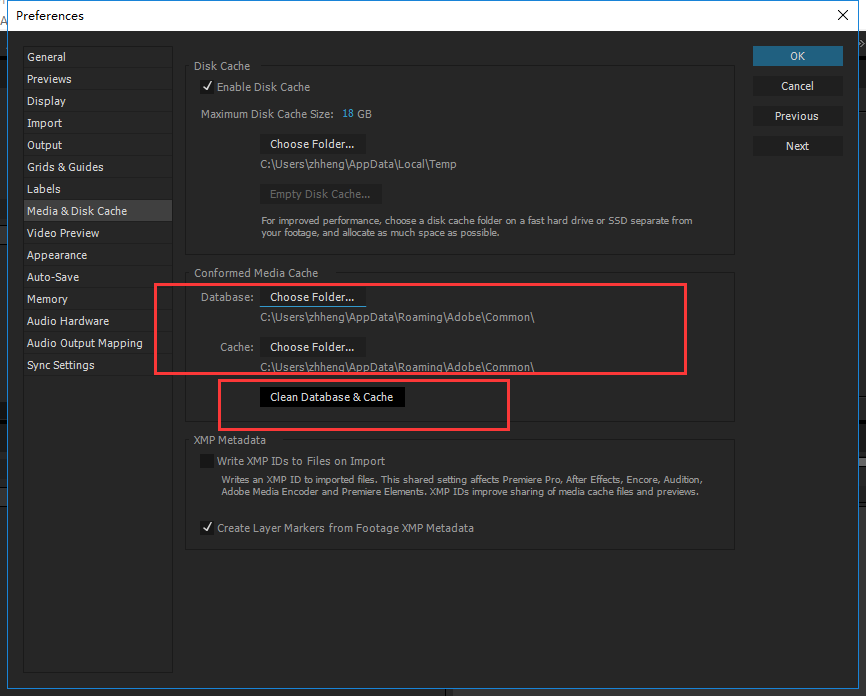 Preferences
General
Previews
Display
Import
Output
Grids & Guides
Labels
Media & Disk Cache
Video Preview
Appearance
Auto-Save
Memory
Audio Hardware
Audio Output Mapping
Sync Settings
Disk Cache
Enable Disk Cache
Maximum Disk Cache Size: 18 GB
Choose Folder...
C:\Users\zhheng\AppData\Local\Temp
Empty Disk Cache...
For improved performance, choose a disk cache folder on a fast hard drive or SSD separate from
your footage, and allocate as much space as possible.
Conformed Media Cache
Database: Choose Folder...
C:\Users\zhheng\AppData\Roaming\Adobe\Common\
Cache: Choose Folder...
C:\Users\zhheng\AppData\Roaming\Adobe\Common\
Clean Database & Cache
XMP Metadata
Write XMP IDs to Files on Import
Writes an XMP ID to imported files. This shared setting affects Premiere Pro, After Effects, Encore, Audition,
Adobe Media Encoder and Premiere Elements. XMP IDs improve sharing of media cache files and previews.
Create Layer Markers from Footage XMP Metadata
OK
Cancel
Previous
Next